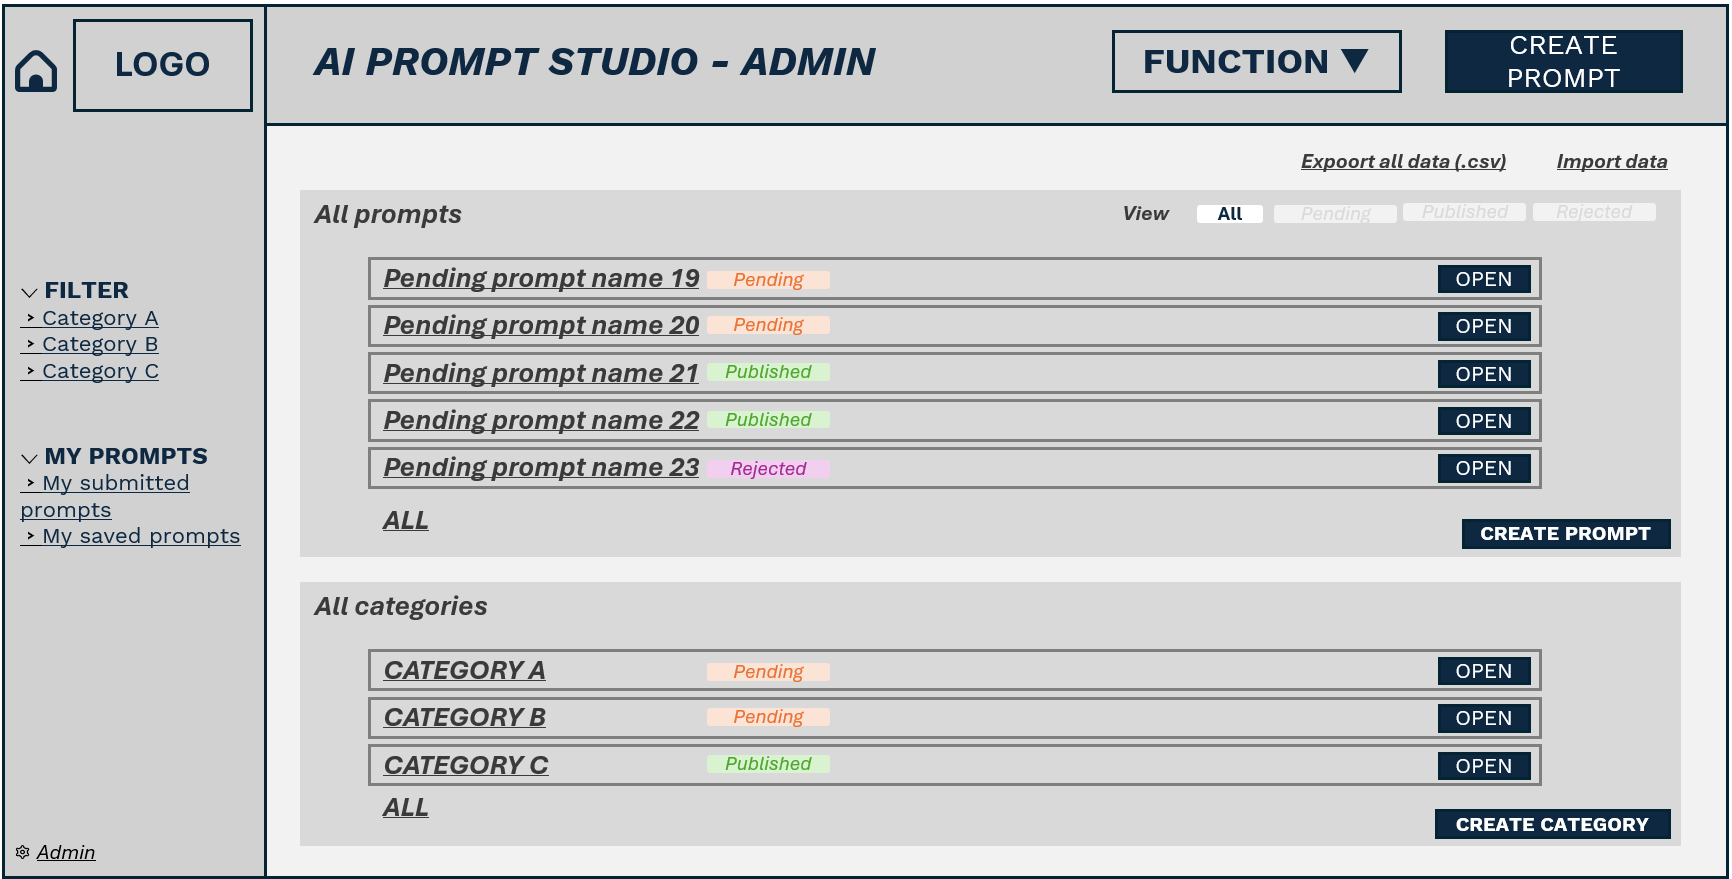 LOGO
AI PROMPT STUDIO - ADMIN
FUNCTION ▼
CREATE
PROMPT
Expoort all data (.csv)
Import data
All prompts
View
All
Pending
Published
Rejected
Pending prompt name 19 Pending OPEN
Pending prompt name 20 Pending OPEN
Pending prompt name 21 Published OPEN
Pending prompt name 22 Published OPEN
Pending prompt name 23 Rejected OPEN
ALL
CREATE PROMPT
All categories
CATEGORY A Pending OPEN
CATEGORY B Pending OPEN
CATEGORY C Published OPEN
ALL
CREATE CATEGORY
FILTER
Category A
Category B
Category C
MY PROMPTS
My submitted
prompts
My saved prompts
Admin